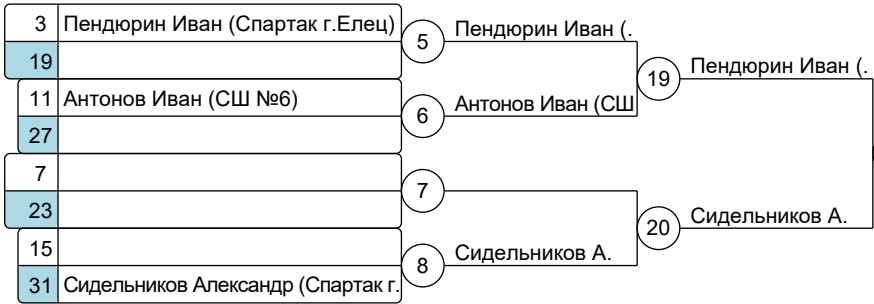 3 Пендюрин Иван (Спартак г.Елец)
19
5 Пендюрин Иван (.
11 Антонов Иван (СШ №6)
27
6 Антонов Иван (СШ
19 Пендюрин Иван (.
7
23
7
15
31 Сидельников Александр (Спартак г.
8 Сидельников А.
20 Сидельников А.